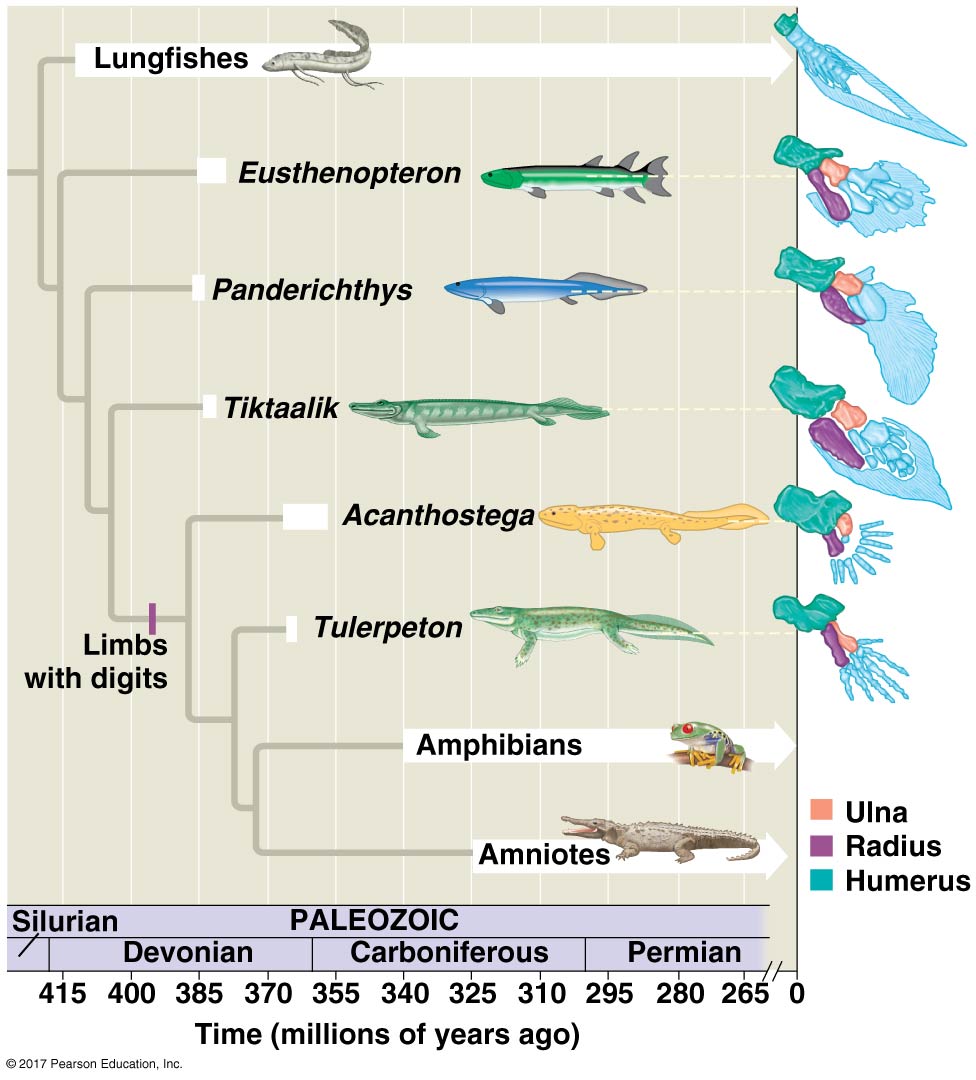 Lungfishes
Eusthenopteron
Panderichthys
Tiktaalik
Acanthostega
Limbs
with digits
Tulerpeton
Amphibians
Amniotes
Ulna
Radius
Humerus
Silurian
PALEOZOIC
Devonian
Carboniferous
Permian
415 400 385 370 355 340 325 310 295 280 265 0
Time (millions of years ago)
© 2017 Pearson Education, Inc.